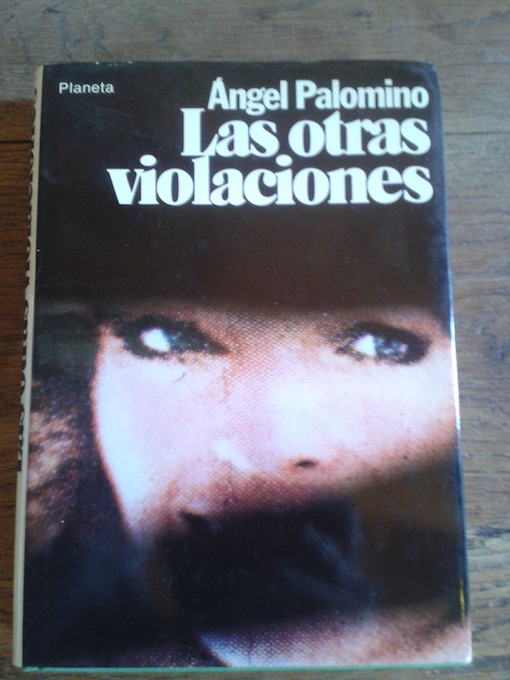 Planeta
Ángel Palomino
Las otras
violaciones